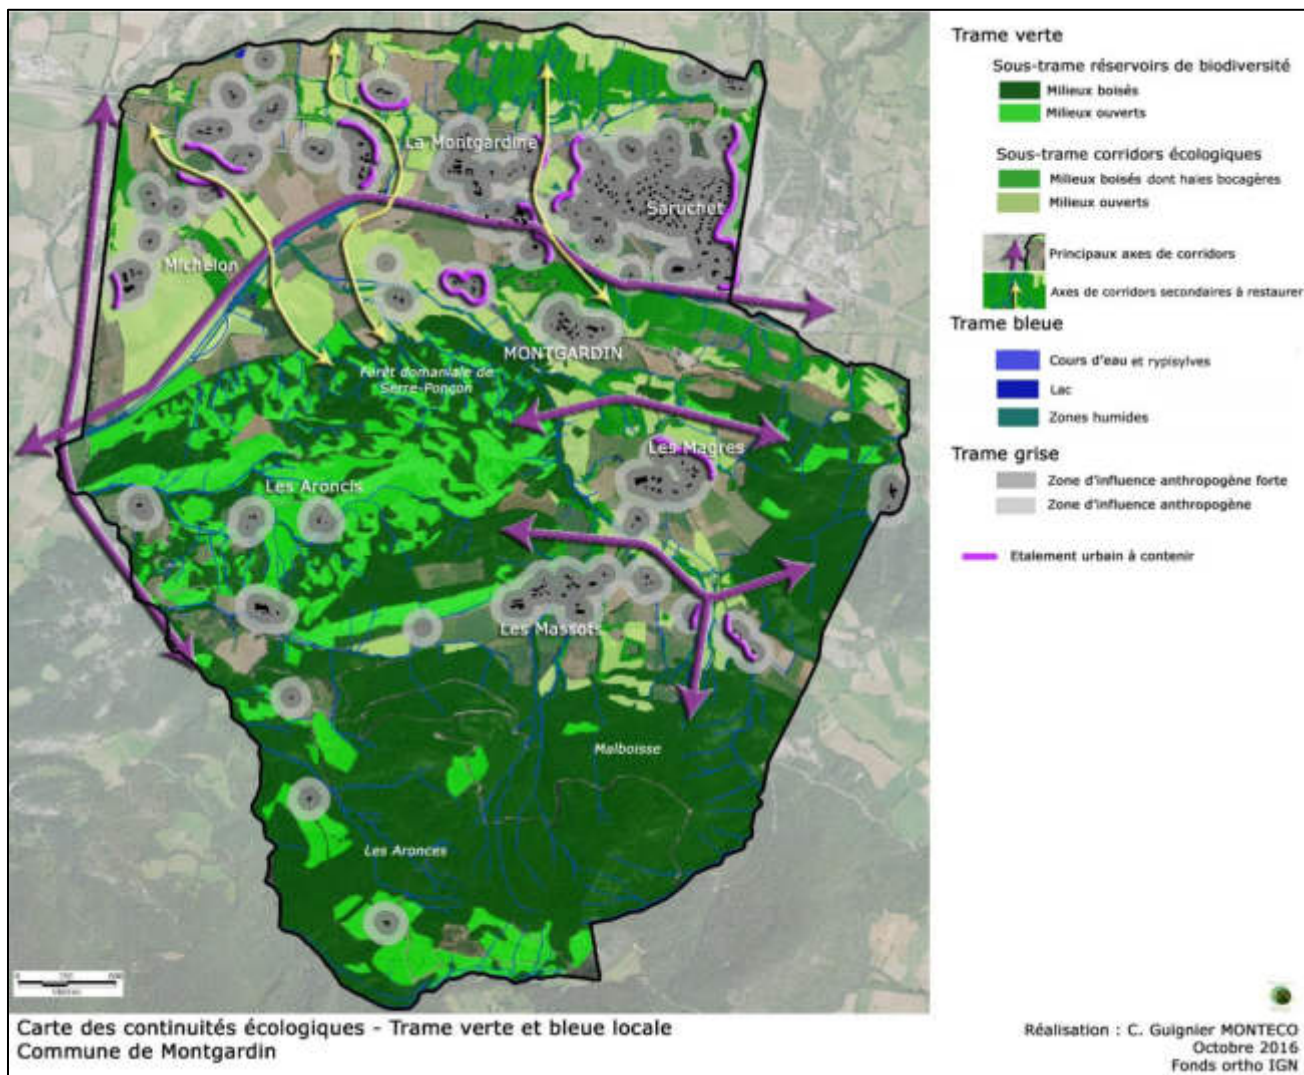 Trame verte
Sous-trame réservoirs de biodiversité
Milieux boisés
Milieux ouverts
Sous-trame corridors écologiques
Milieux boisés dont haies bocagères
Milieux ouverts
Principaux axes de corridors
Axes de corridors secondaires à restaurer
Trame bleue
Cours d'eau et rypisylves
Lac
Zones humides
Trame grise
Zone d'influence anthropogène forte
Zone d'influence anthropogène
Etalement urbain à contenir
La Montgardine
Saruchet
Michelon
MONTGARDIN
Forêt domaniale de
Serre-Ponçon
Les Magres
Les Aroncis
Les Massots
Malboisse
Les Aronces
Carte des continuités écologiques - Trame verte et bleue locale
Commune de Montgardin
Réalisation : C. Guignier MONTECO
Octobre 2016
Fonds ortho IGN